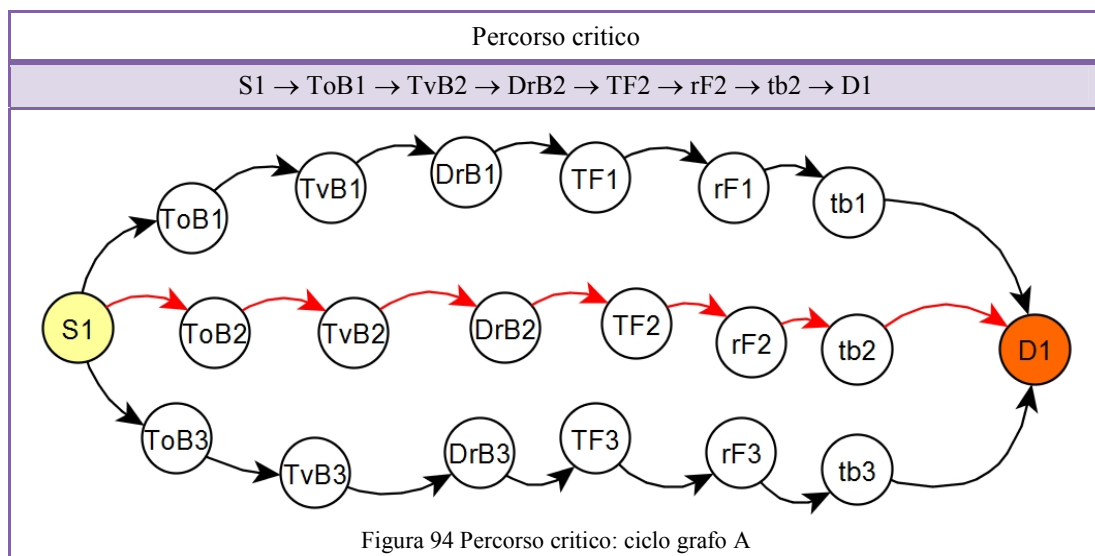 Percorso critico
S1 → ToB1 → TvB2 → DrB2 → TF2 → rF2 → tb2 → D1
ToB1
TvB1
DrB1
TF1
rF1
tb1
S1
ToB2
TvB2
DrB2
TF2
rF2
tb2
D1
ToB3
TvB3
DrB3
TF3
rF3
tb3
Figura 94 Percorso critico: ciclo grafo A